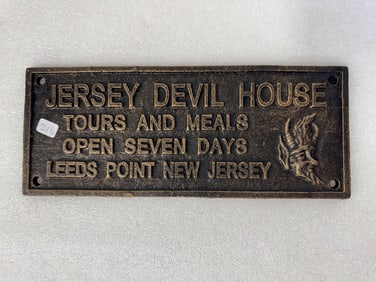 JERSEY DEVIL HOUSE
TOURS AND MEALS
OPEN SEVEN DAYS
LEEDS POINT NEW JERSEY